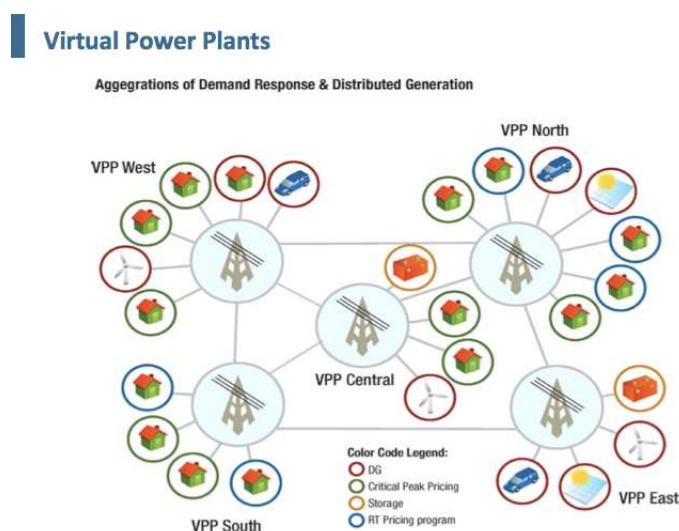 Virtual Power Plants
Aggegrations of Demand Response & Distributed Generation
VPP North
VPP West
VPP Central
Color Code Legend:
DG
Critical Peak Pricing
Storage
RT Pricing program
VPP East
VPP South